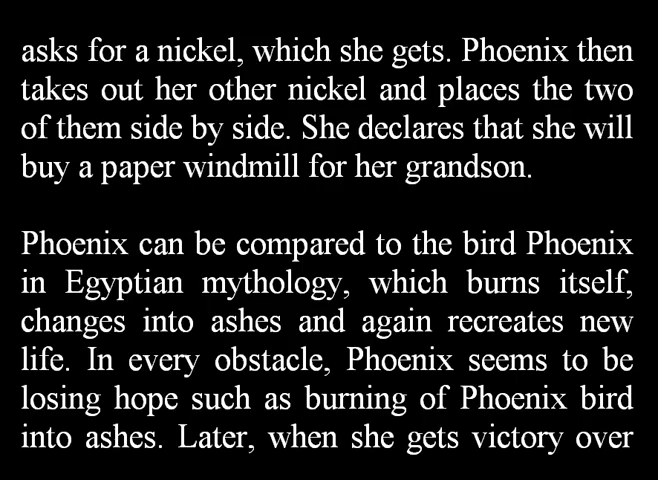 asks for a nickel, which she gets. Phoenix then
takes out her other nickel and places the two
of them side by side. She declares that she will
buy a paper windmill for her grandson.
Phoenix can be compared to the bird Phoenix
in Egyptian mythology, which burns itself,
changes into ashes and again recreates new
life. In every obstacle, Phoenix seems to be
losing hope such as burning of Phoenix bird
into ashes. Later, when she gets victory over